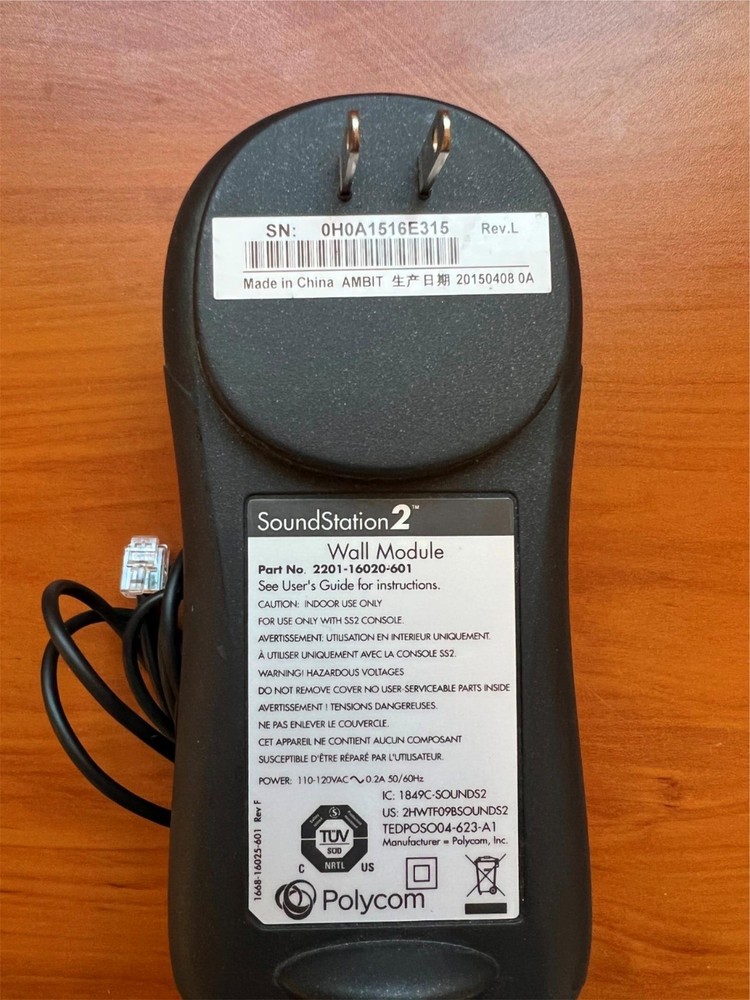 SN: 0H0A1516E315 Rev.L
Made in China AMBIT 生产日期 20150408 0A
SoundStation2™
Wall Module
Part No. 2201-16020-601
See User's Guide for instructions.
CAUTION: INDOOR USE ONLY
FOR USE ONLY WITH SS2 CONSOLE.
AVERTISSEMENT: UTILISATION EN INTERIEUR UNIQUEMENT.
À UTILISER UNIQUEMENT AVEC LA CONSOLE SS2.
WARNING! HAZARDOUS VOLTAGES
DO NOT REMOVE COVER NO USER-SERVICEABLE PARTS INSIDE
AVERTISSEMENT ! TENSIONS DANGEREUSES.
NE PAS ENLEVER LE COUVERCLE.
CET APPAREIL NE CONTIENT AUCUN COMPOSANT
SUSCEPTIBLE D'ÊTRE RÉPARÉ PAR L'UTILISATEUR.
POWER: 110-120VAC∿0.2A 50/60Hz
IC: 1849C-SOUNDS2
US: 2HWTF09BSOUNDS2
TEDPOSO04-623-A1
Manufacturer = Polycom, Inc.
1668-16025-601 Rev F
S
TÜV
SÜD
C NRTL US
Polycom